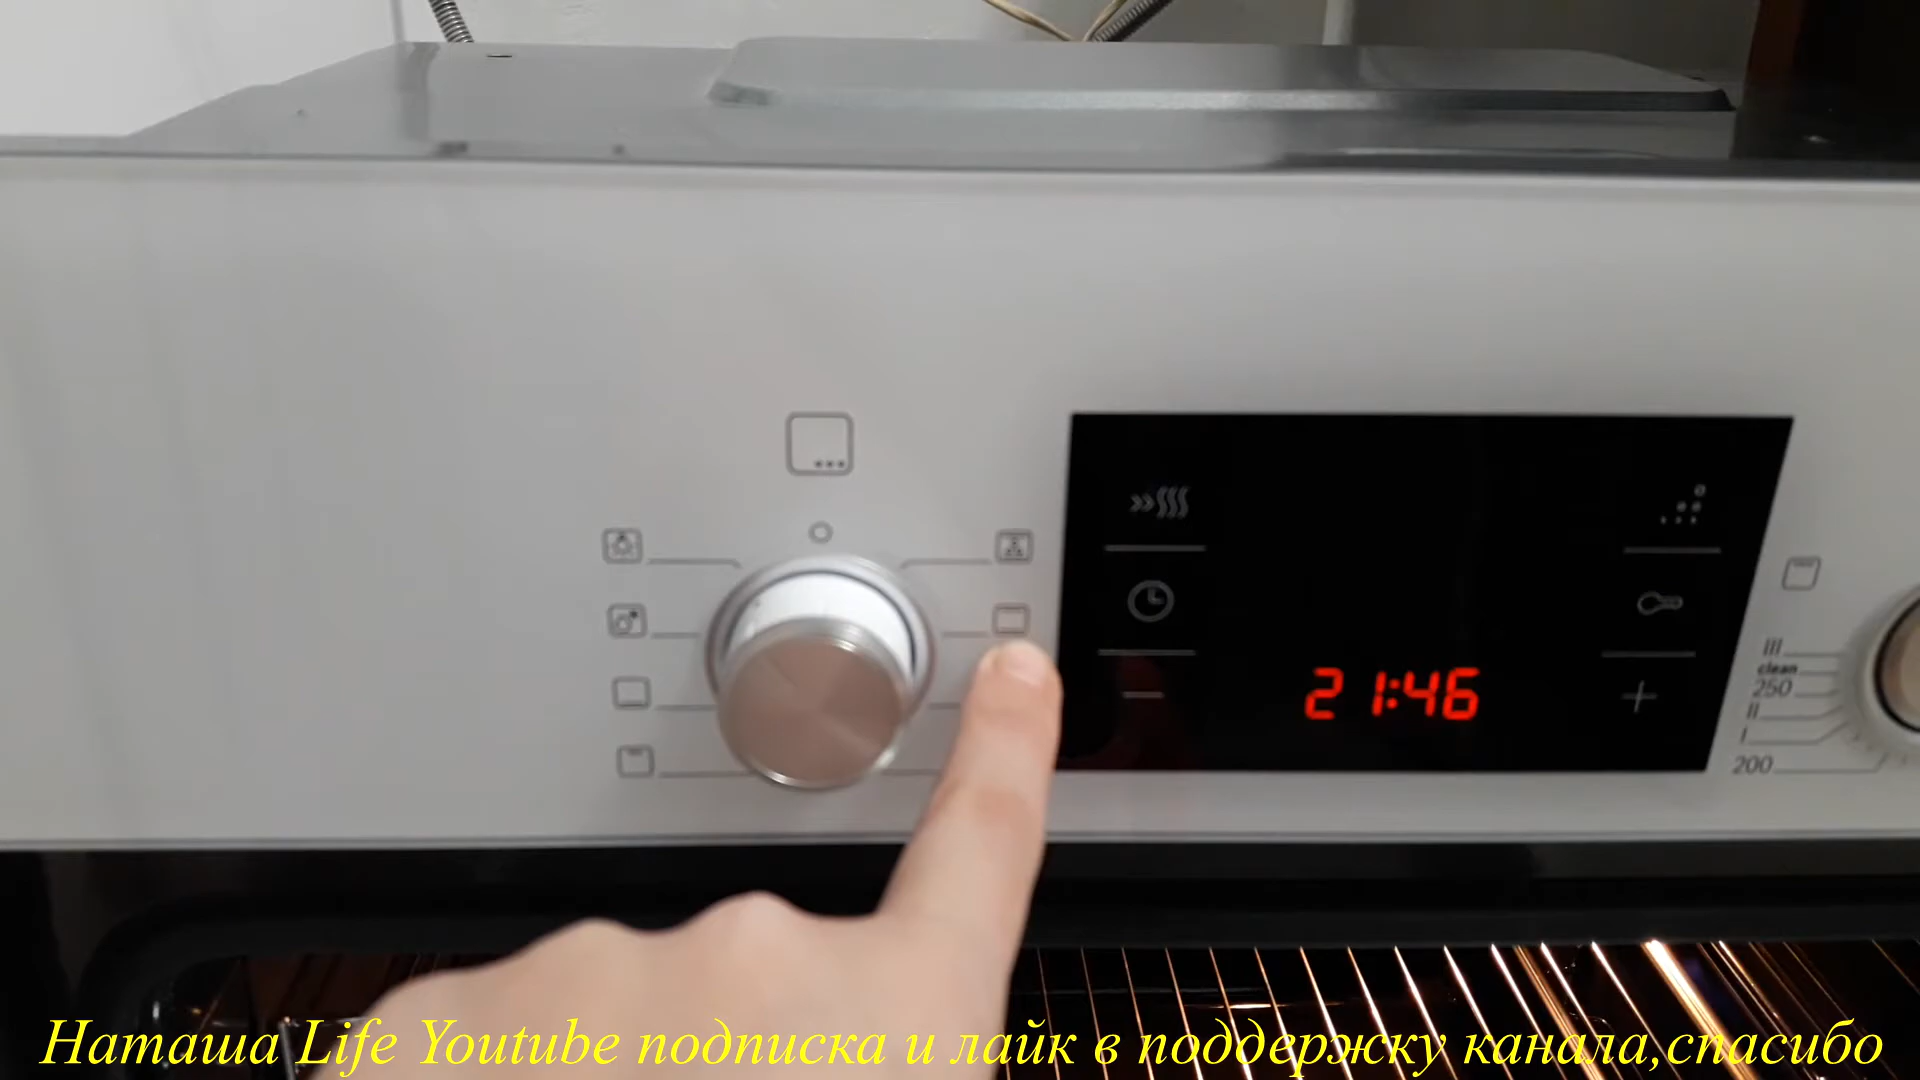 21:46
III
clean
250
II
I
200
Наташа Life Youtube подписка и лайк в поддержку канала,спасибо